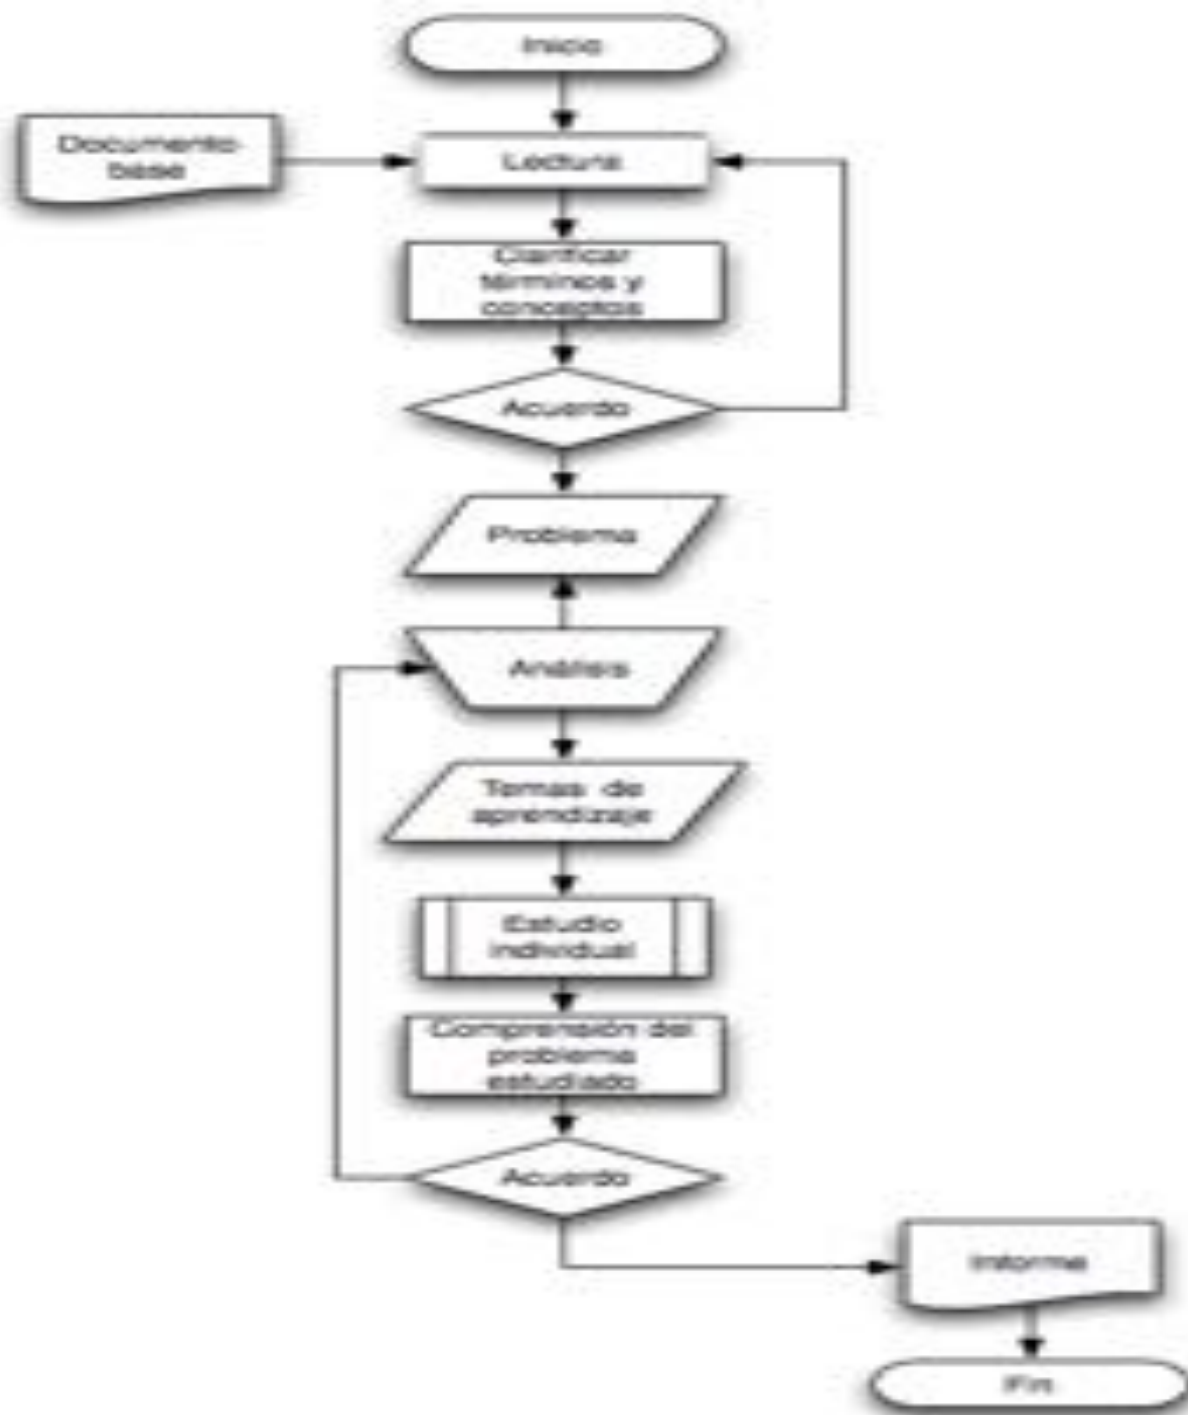 Inicio
Documento
base
Lectura
Clarificar
términos y
conceptos
Acuerdo
Problema
Análisis
Temas de
aprendizaje
Estudio
individual
Comprensión del
problema
estudiado
Acuerdo
Informe
Fin